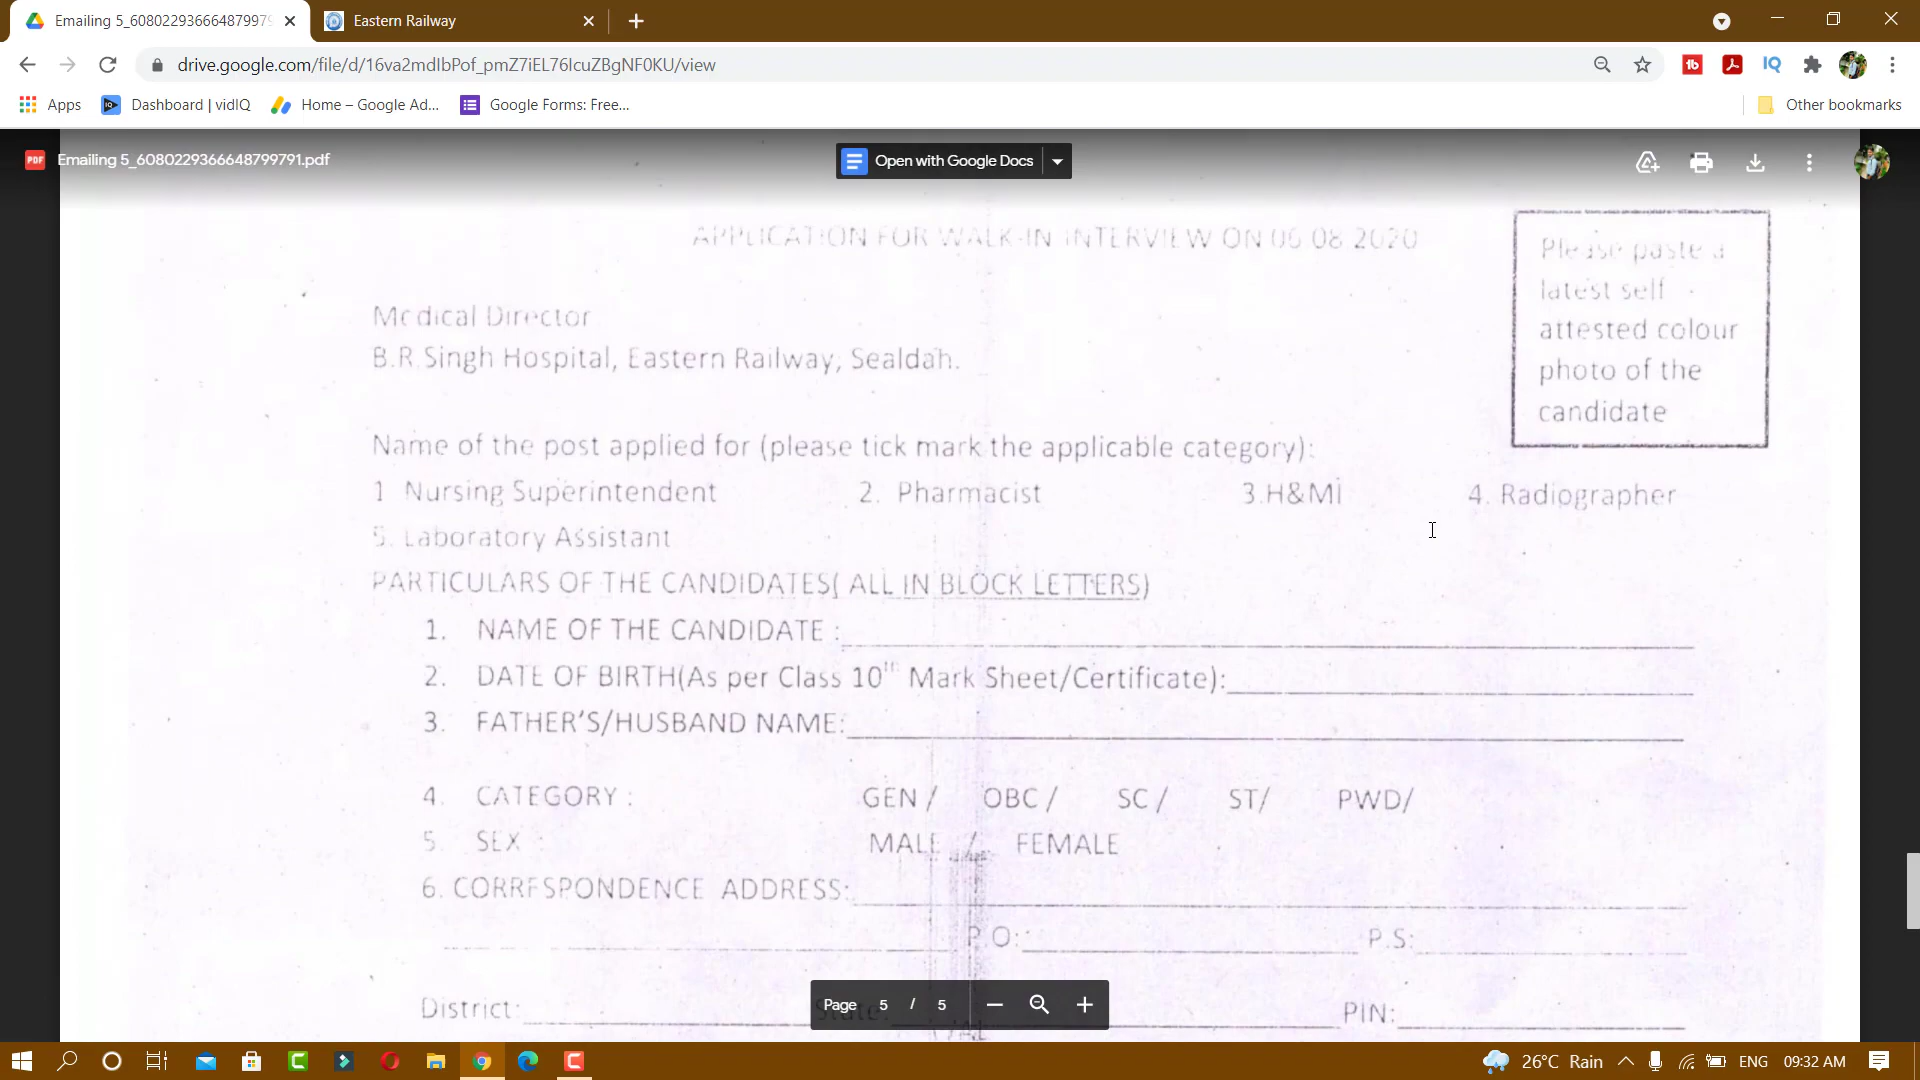 Emailing 5_6080229366648799
Eastern Railway
drive.google.com/file/d/16va2mdIbPof_pmZ7iEL76IcuZBgNF0KU/view
Apps
Dashboard | vidIQ
Home – Google Ad...
Google Forms: Free...
Other bookmarks
PDF
Emailing 5_6080229366648799791.pdf
Open with Google Docs
APPLICATION FOR WALK-IN INTERVIEW ON 06 08.2020
Please paste a
latest self
attested colour
photo of the
candidate
Medical Director
B.R Singh Hospital, Eastern Railway, Sealdah.
Name of the post applied for (please tick mark the applicable category):
1 Nursing Superintendent 2. Pharmacist 3.H&MI 4. Radiographer
5. Laboratory Assistant
PARTICULARS OF THE CANDIDATES( ALL IN BLOCK LETTERS)
1. NAME OF THE CANDIDATE :
2. DATE OF BIRTH(As per Class 10th Mark Sheet/Certificate):
3. FATHER'S/HUSBAND NAME:
4. CATEGORY : GEN / OBC / SC / ST/ PWD/
5. SEX : MALE / FEMALE
6. CORRESPONDENCE ADDRESS:
P.O: P.S:
District: State: PIN:
Page 5 / 5
26°C Rain
ENG
09:32 AM